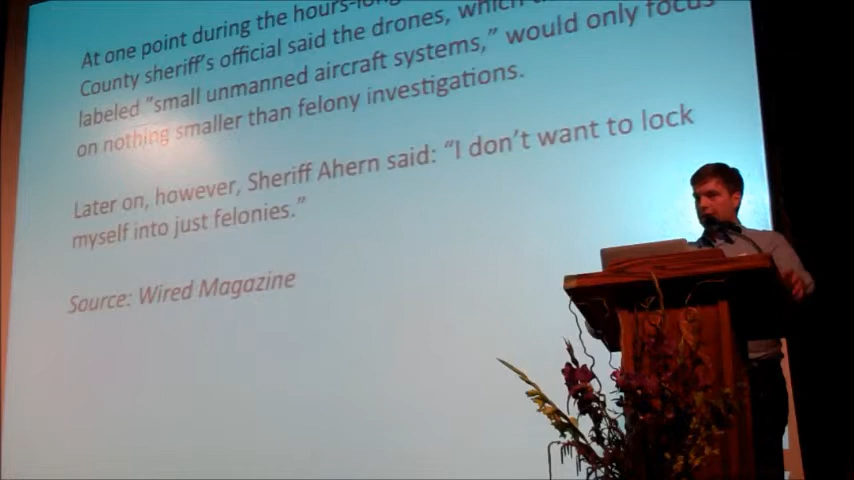 At one point during the hours-long
County sheriff's official said the drones, which
labeled "small unmanned aircraft systems," would only focus
on nothing smaller than felony investigations.
Later on, however, Sheriff Ahern said: "I don't want to lock
myself into just felonies."
Source: Wired Magazine